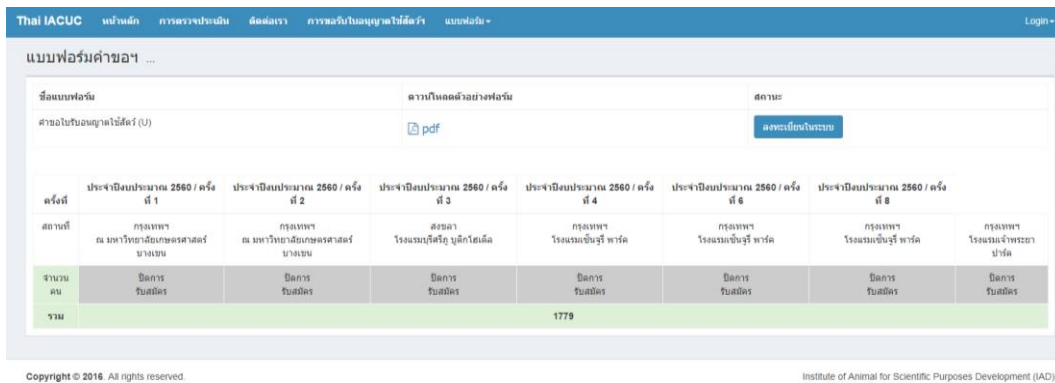 Thai IACUC หน้าหลัก การตรวจประเมิน ติดต่อเรา การขอรับใบอนุญาตใช้สัตว์ฯ แบบฟอร์ม Login
แบบฟอร์มคำขอฯ ...
ชื่อแบบฟอร์ม ดาวน์โหลดตัวอย่างฟอร์ม สถานะ
คำขอใบรับอนุญาตใช้สัตว์ (U) pdf ลงทะเบียนในระบบ
ประจำปีงบประมาณ 2560 / ครั้ง ประจำปีงบประมาณ 2560 / ครั้ง ประจำปีงบประมาณ 2560 / ครั้ง ประจำปีงบประมาณ 2560 / ครั้ง ประจำปีงบประมาณ 2560 / ครั้ง ประจำปีงบประมาณ 2560 / ครั้ง
ครั้งที่ ที่ 1 ที่ 2 ที่ 3 ที่ 4 ที่ 6 ที่ 8
สถานที่ กรุงเทพฯ กรุงเทพฯ สงขลา กรุงเทพฯ กรุงเทพฯ กรุงเทพฯ กรุงเทพฯ
ณ มหาวิทยาลัยเกษตรศาสตร์ ณ มหาวิทยาลัยเกษตรศาสตร์ โรงแรมบุรีศรีภู บูติกโฮเต็ล โรงแรมเซ็นจูรี่ พาร์ค โรงแรมเซ็นจูรี่ พาร์ค โรงแรมเซ็นจูรี่ พาร์ค โรงแรมเจ้าพระยา
บางเขน บางเขน ปาร์ค
จำนวน ปิดการ ปิดการ ปิดการ ปิดการ ปิดการ ปิดการ ปิดการ
คน รับสมัคร รับสมัคร รับสมัคร รับสมัคร รับสมัคร รับสมัคร รับสมัคร
รวม 1779
Copyright © 2016. All rights reserved. Institute of Animal for Scientific Purposes Development (IAD)